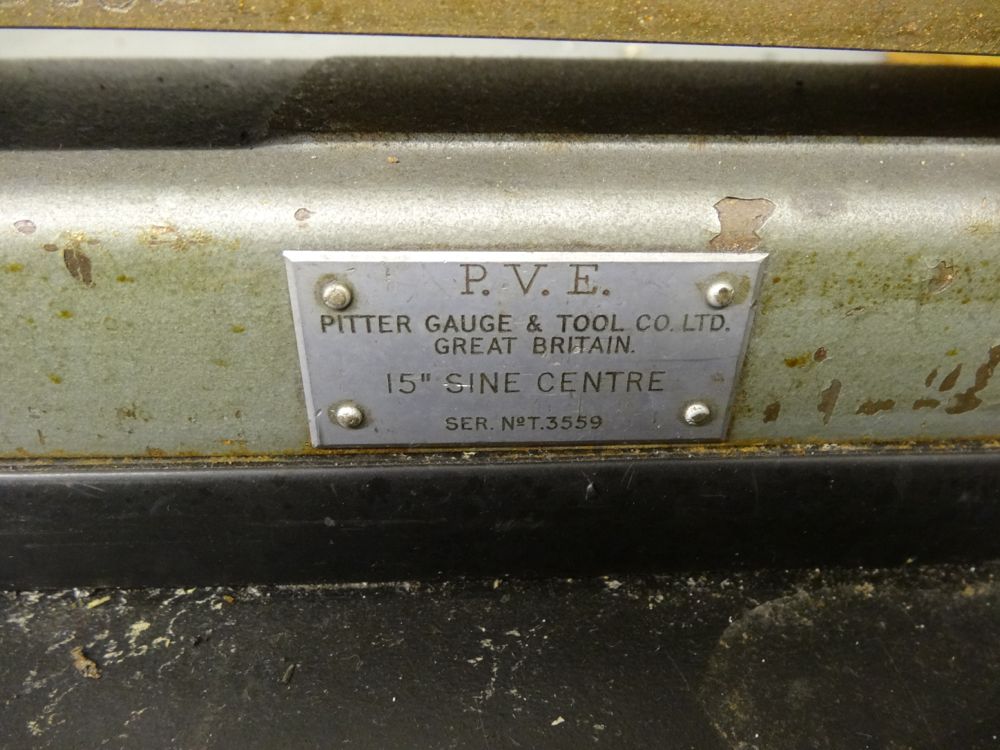 P. V. E.
PITTER GAUGE & TOOL CO. LTD.
GREAT BRITAIN.
15" SINE CENTRE
SER. Nº T.3559